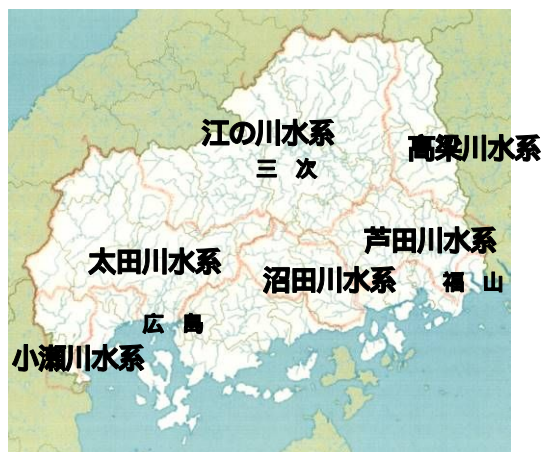 江の川水系
高梁川水系
三 次
芦田川水系
太田川水系
沼田川水系
福 山
広 島
小瀬川水系